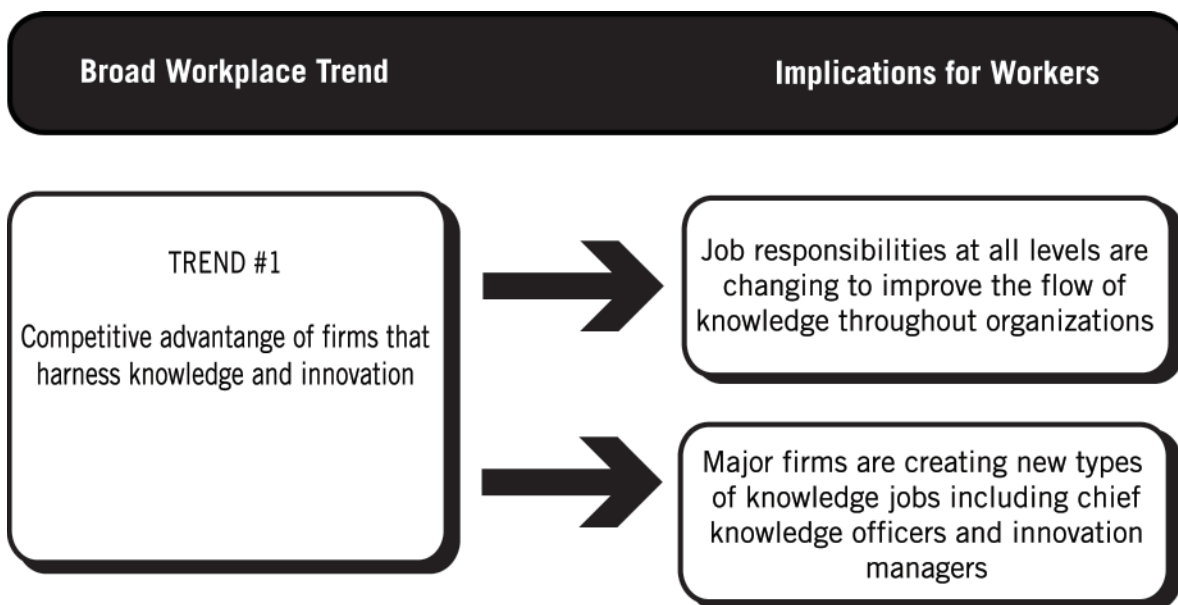 Broad Workplace Trend
Implications for Workers
TREND #1
Competitive advantange of firms that
harness knowledge and innovation
Job responsibilities at all levels are
changing to improve the flow of
knowledge throughout organizations
Major firms are creating new types
of knowledge jobs including chief
knowledge officers and innovation
managers